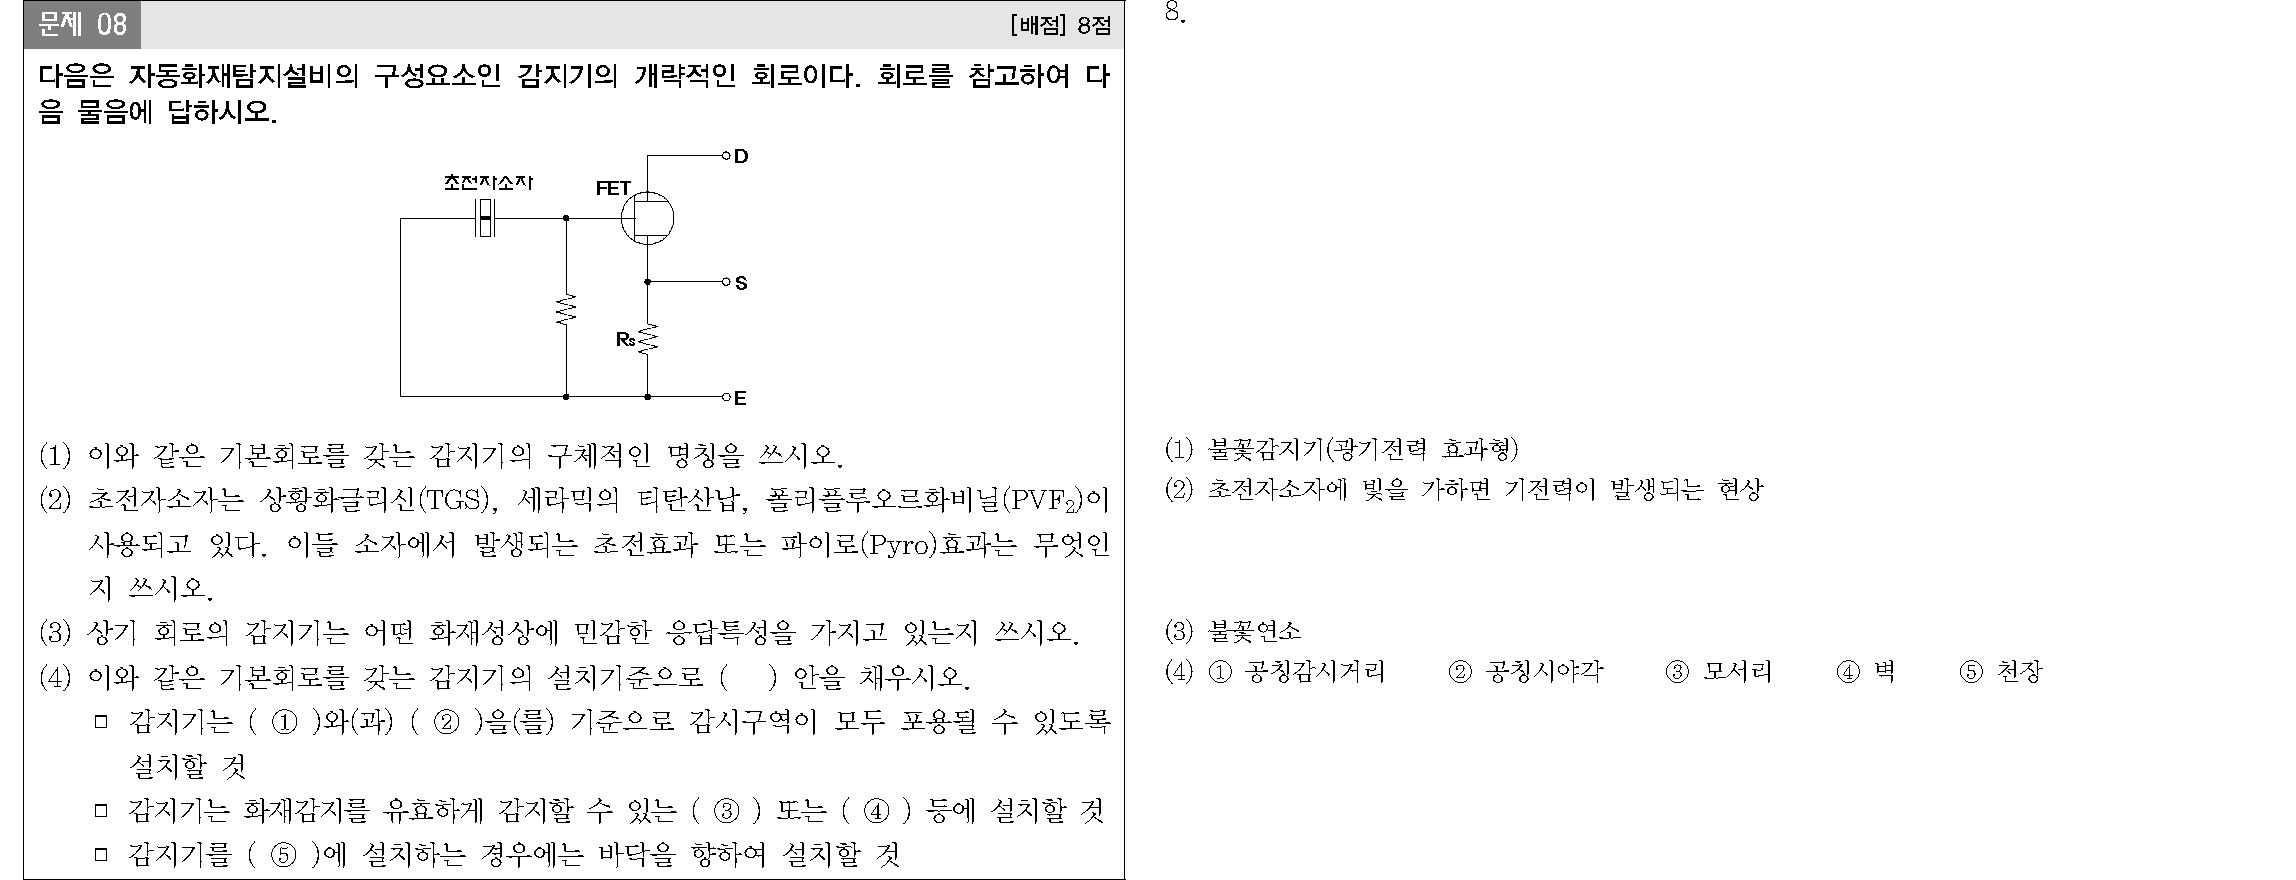 문제 08
[배점] 8점
다음은 자동화재탐지설비의 구성요소인 감지기의 개략적인 회로이다. 회로를 참고하여 다
음 물음에 답하시오.
초전자소자
FET
D
S
Rs
E
(1) 이와 같은 기본회로를 갖는 감지기의 구체적인 명칭을 쓰시오.
(2) 초전자소자는 상황화글리신(TGS), 세라믹의 티탄산납, 폴리플루오르화비닐(PVF₂)이
사용되고 있다. 이들 소자에서 발생되는 초전효과 또는 파이로(Pyro)효과는 무엇인
지 쓰시오.
(3) 상기 회로의 감지기는 어떤 화재성상에 민감한 응답특성을 가지고 있는지 쓰시오.
(4) 이와 같은 기본회로를 갖는 감지기의 설치기준으로 (    ) 안을 채우시오.
□ 감지기는 ( ① )와(과) ( ② )을(를) 기준으로 감시구역이 모두 포용될 수 있도록
설치할 것
□ 감지기는 화재감지를 유효하게 감지할 수 있는 ( ③ ) 또는 ( ④ ) 등에 설치할 것
□ 감지기를 ( ⑤ )에 설치하는 경우에는 바닥을 향하여 설치할 것
8.
(1) 불꽃감지기(광기전력 효과형)
(2) 초전자소자에 빛을 가하면 기전력이 발생되는 현상
(3) 불꽃연소
(4) ① 공칭감시거리 ② 공칭시야각 ③ 모서리 ④ 벽 ⑤ 천장